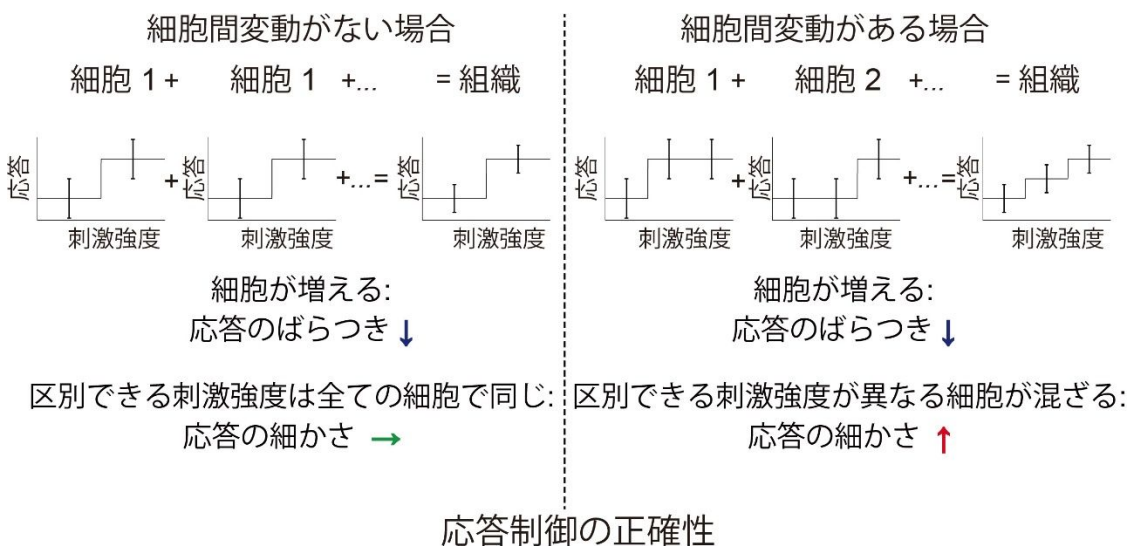 細胞間変動がない場合
細胞 1 + 細胞 1 +... = 組織
応答 + 応答 +...= 応答
刺激強度 刺激強度 刺激強度
細胞が増える:
応答のばらつき ↓
区別できる刺激強度は全ての細胞で同じ:
応答の細かさ →
細胞間変動がある場合
細胞 1 + 細胞 2 +... = 組織
応答 + 応答 +...= 応答
刺激強度 刺激強度 刺激強度
細胞が増える:
応答のばらつき ↓
区別できる刺激強度が異なる細胞が混ざる:
応答の細かさ ↑
応答制御の正確性